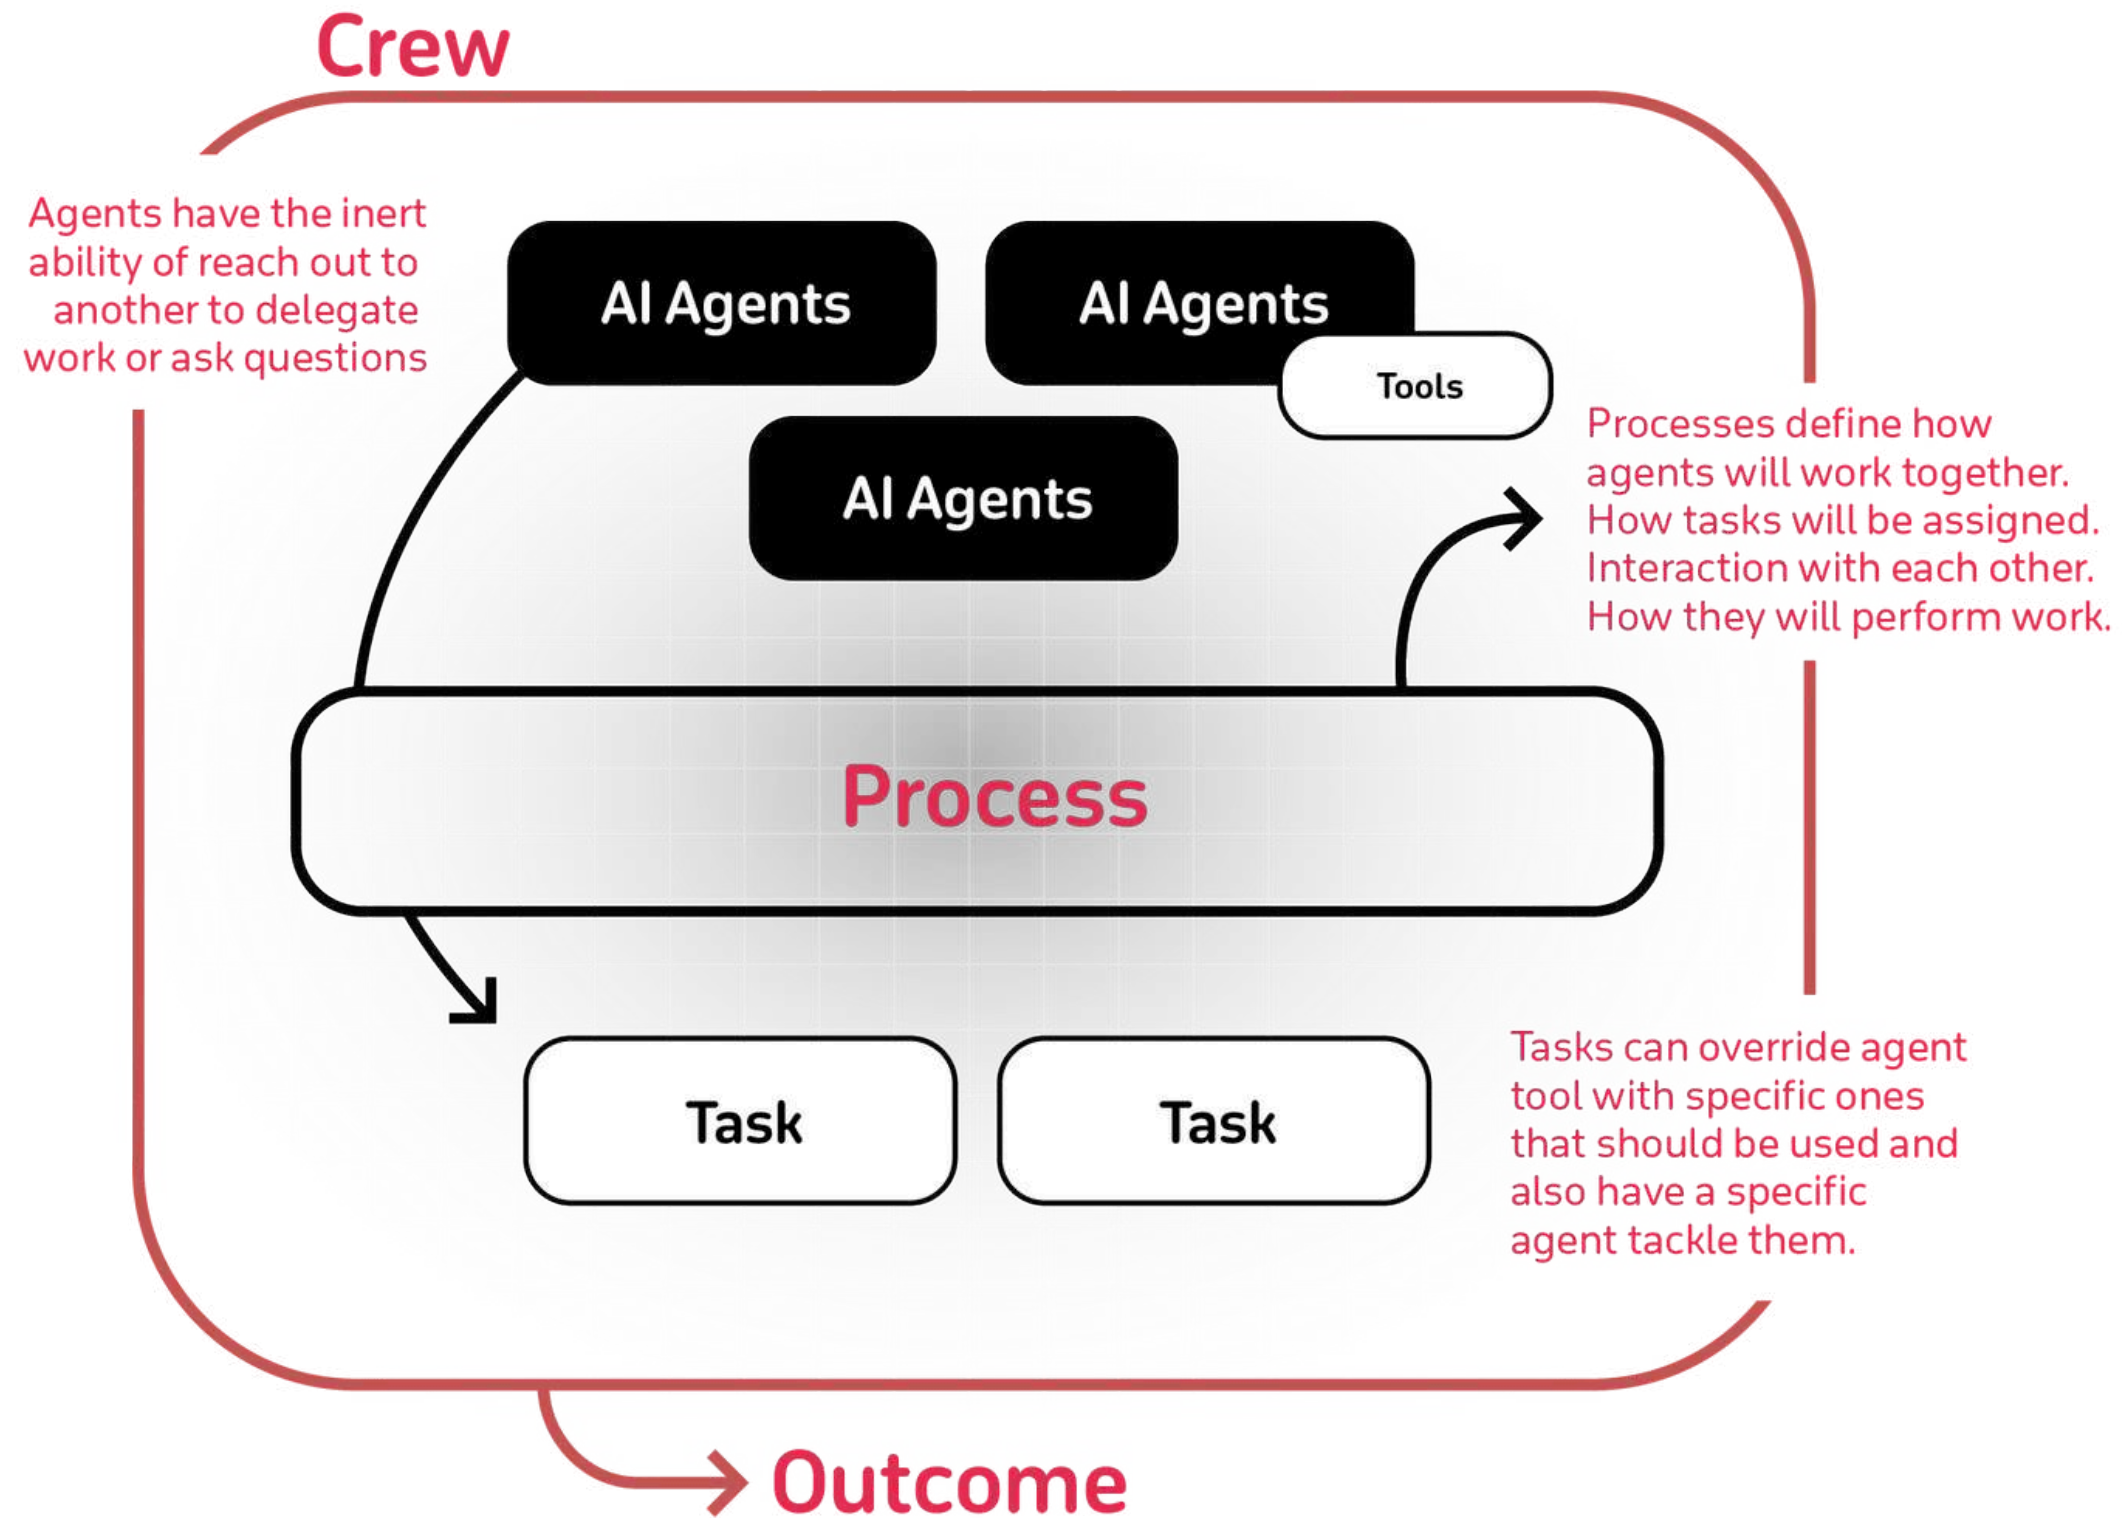 Crew
Agents have the inert
ability of reach out to
another to delegate
work or ask questions
AI Agents
AI Agents
Tools
AI Agents
Processes define how
agents will work together.
How tasks will be assigned.
Interaction with each other.
How they will perform work.
Process
Task
Task
Tasks can override agent
tool with specific ones
that should be used and
also have a specific
agent tackle them.
Outcome